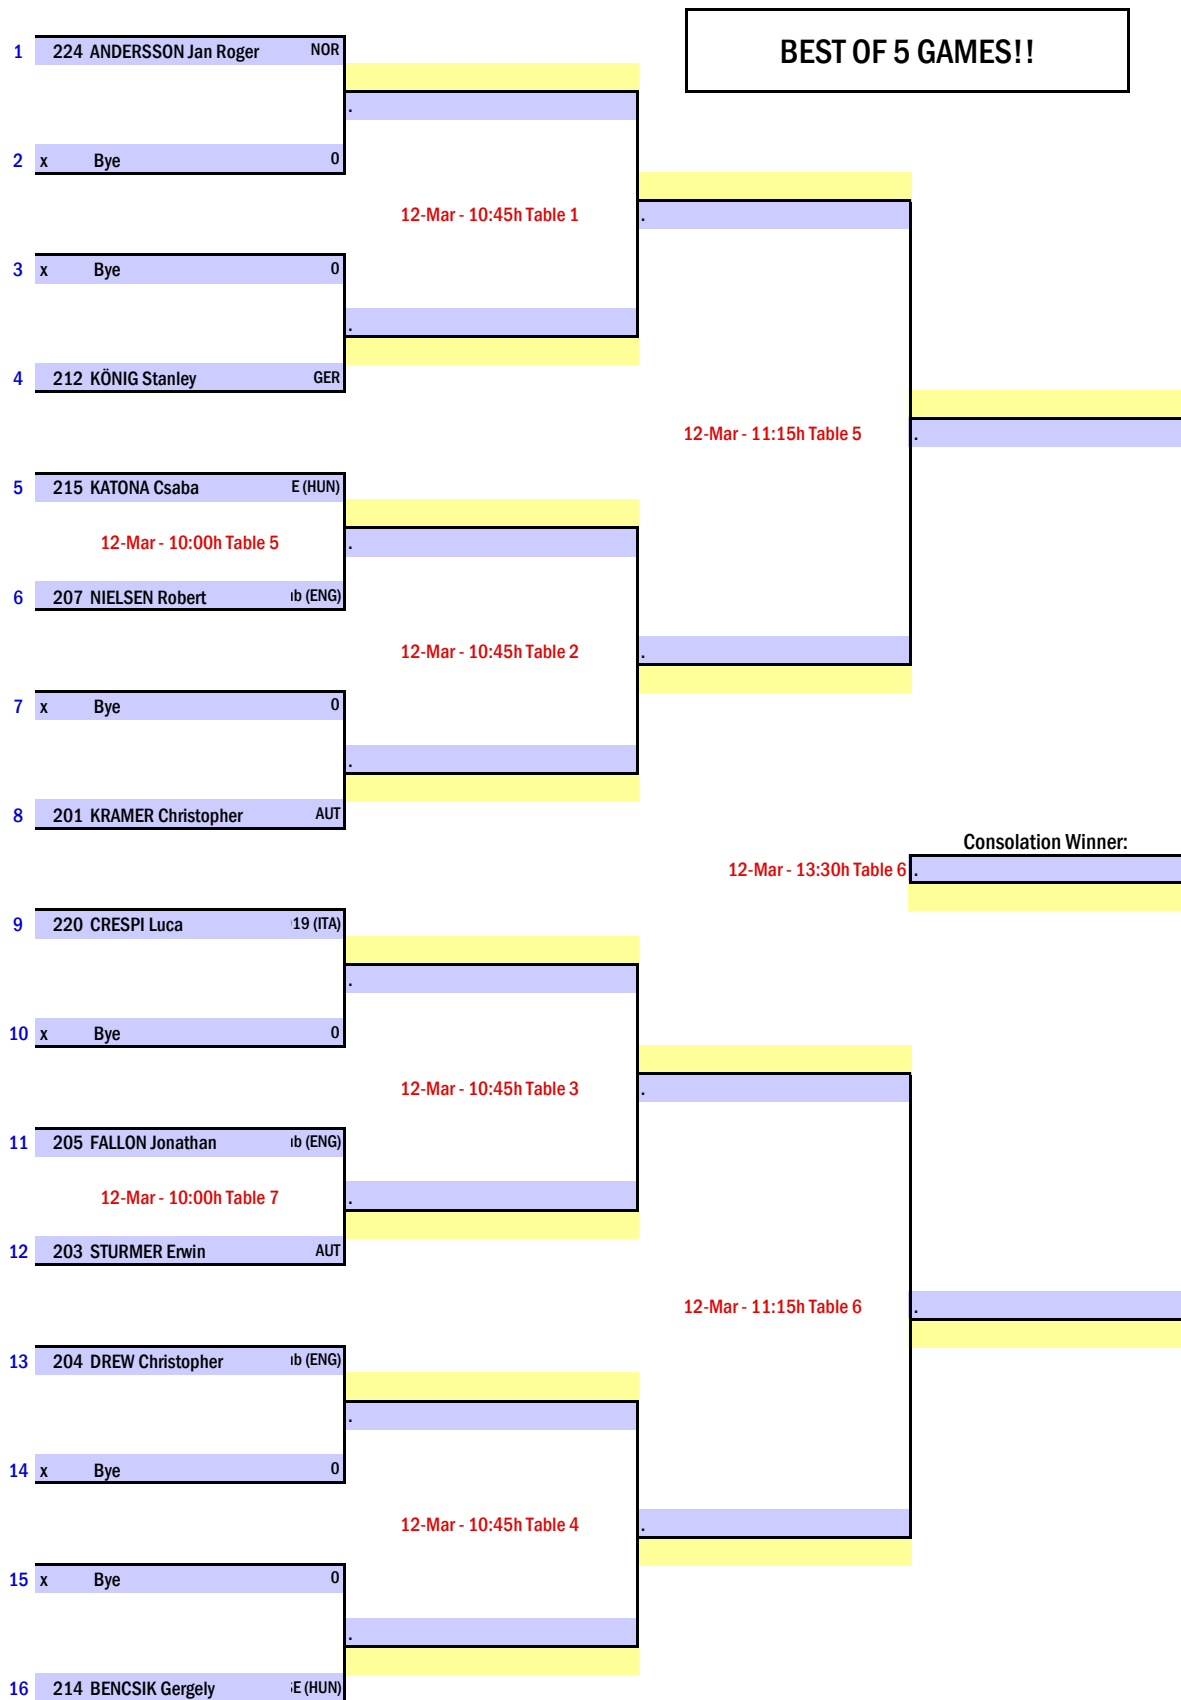 BEST OF 5 GAMES!!
1 224 ANDERSSON Jan Roger NOR
.
2 x Bye 0
12-Mar - 10:45h Table 1
.
3 x Bye 0
.
4 212 KÖNIG Stanley GER
12-Mar - 11:15h Table 5
.
5 215 KATONA Csaba E (HUN)
12-Mar - 10:00h Table 5
.
6 207 NIELSEN Robert (ENG)
12-Mar - 10:45h Table 2
.
7 x Bye 0
.
8 201 KRAMER Christopher AUT
Consolation Winner:
12-Mar - 13:30h Table 6
.
9 220 CRESPI Luca 19 (ITA)
.
10 x Bye 0
12-Mar - 10:45h Table 3
.
11 205 FALLON Jonathan (ENG)
12-Mar - 10:00h Table 7
.
12 203 STURMER Erwin AUT
12-Mar - 11:15h Table 6
.
13 204 DREW Christopher (ENG)
.
14 x Bye 0
12-Mar - 10:45h Table 4
.
15 x Bye 0
.
16 214 BENCSIK Gergely E (HUN)